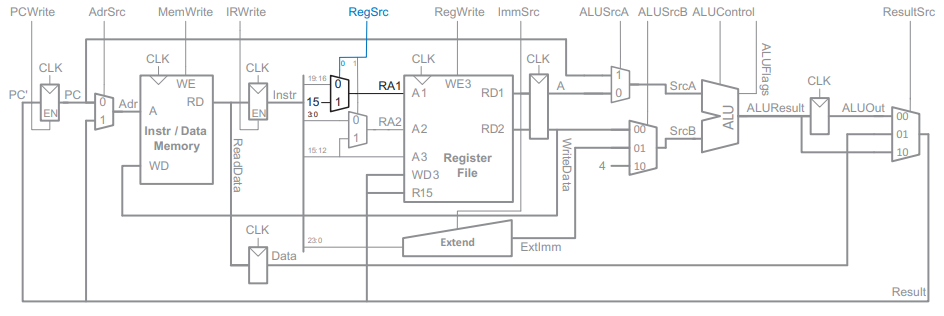 PCWrite AdrSrc MemWrite IRWrite RegSrc RegWrite ImmSrc ALUSrcA ALUSrcB ALUControl ResultSrc
CLK CLK CLK CLK CLK CLK
PC' EN PC
0 1 Adr
WE
A RD
Instr / Data
Memory
WD
EN Instr
ReadData
CLK
Data
19:16
15
3:0
15:12
23:0
0 1
0 1 RA1
0 1 RA2
WE3
A1 RD1
A2 RD2
A3 Register
WD3 File
R15
Extend
ExtImm
A
WriteData
1 0 SrcA
00 01 10 SrcB
4
ALU
ALUFlags
ALUResult
ALUOut
00 01 10
Result